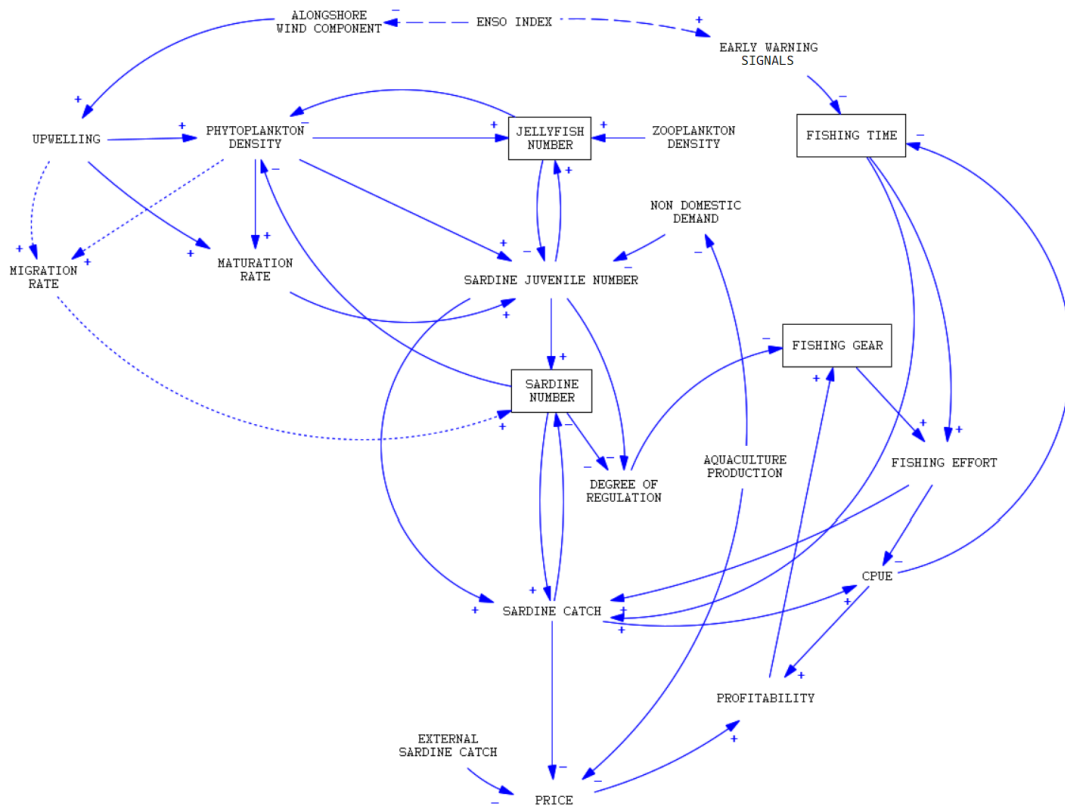 ALONGSHORE
WIND COMPONENT
ENSO INDEX
EARLY WARNING
SIGNALS
UPWELLING
PHYTOPLANKTON
DENSITY
JELLYFISH
NUMBER
ZOOPLANKTON
DENSITY
FISHING TIME
NON DOMESTIC
DEMAND
MIGRATION
RATE
MATURATION
RATE
SARDINE JUVENILE NUMBER
FISHING GEAR
SARDINE
NUMBER
DEGREE OF
REGULATION
AQUACULTURE
PRODUCTION
FISHING EFFORT
CPUE
SARDINE CATCH
PROFITABILITY
EXTERNAL
SARDINE CATCH
PRICE